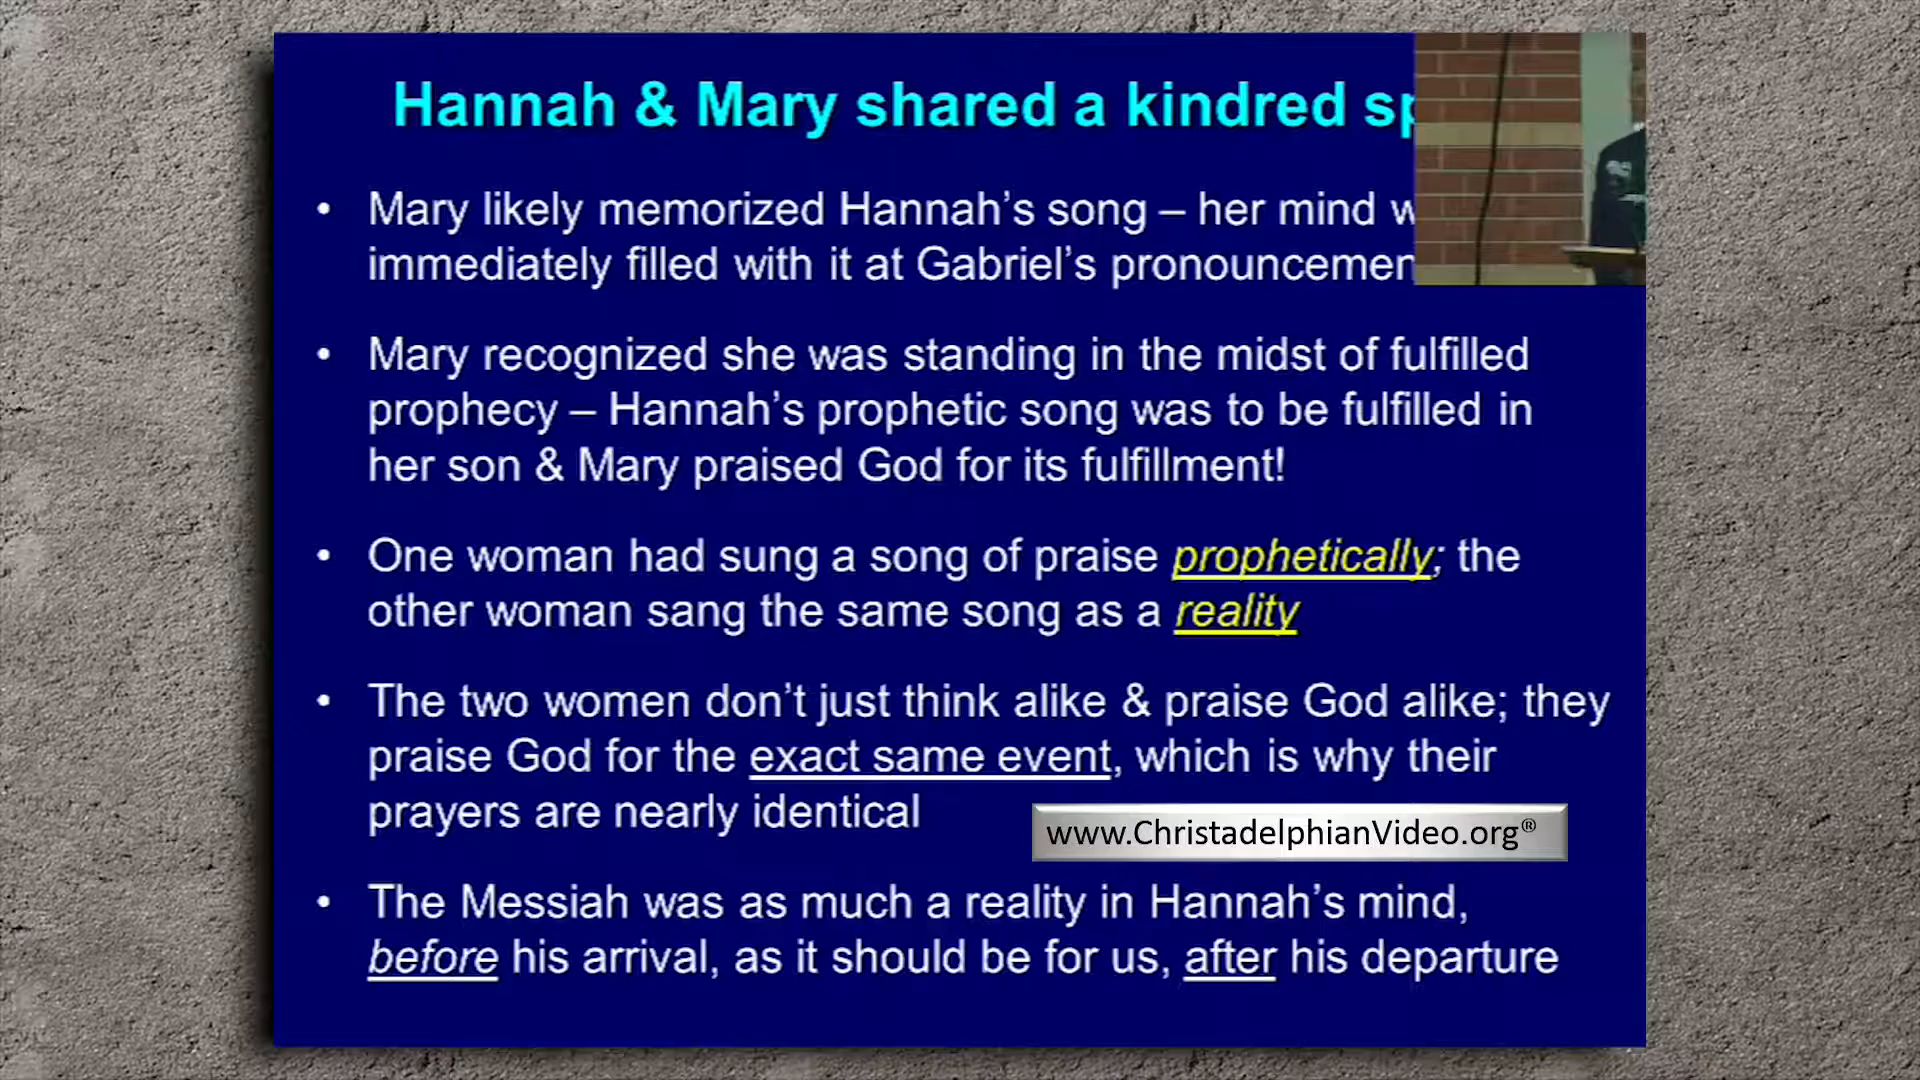 Hannah & Mary shared a kindred
• Mary likely memorized Hannah's song – her mind
immediately filled with it at Gabriel's
• Mary recognized she was standing in the midst of fulfilled
prophecy – Hannah's prophetic song was to be fulfilled in
her son & Mary praised God for its fulfillment!
• One woman had sung a song of praise prophetically; the
other woman sang the same song as a reality
• The two women don't just think alike & praise God alike; they
praise God for the exact same event, which is why their
prayers are nearly identical
www.ChristadelphianVideo.org®
• The Messiah was as much a reality in Hannah's mind,
before his arrival, as it should be for us, after his departure